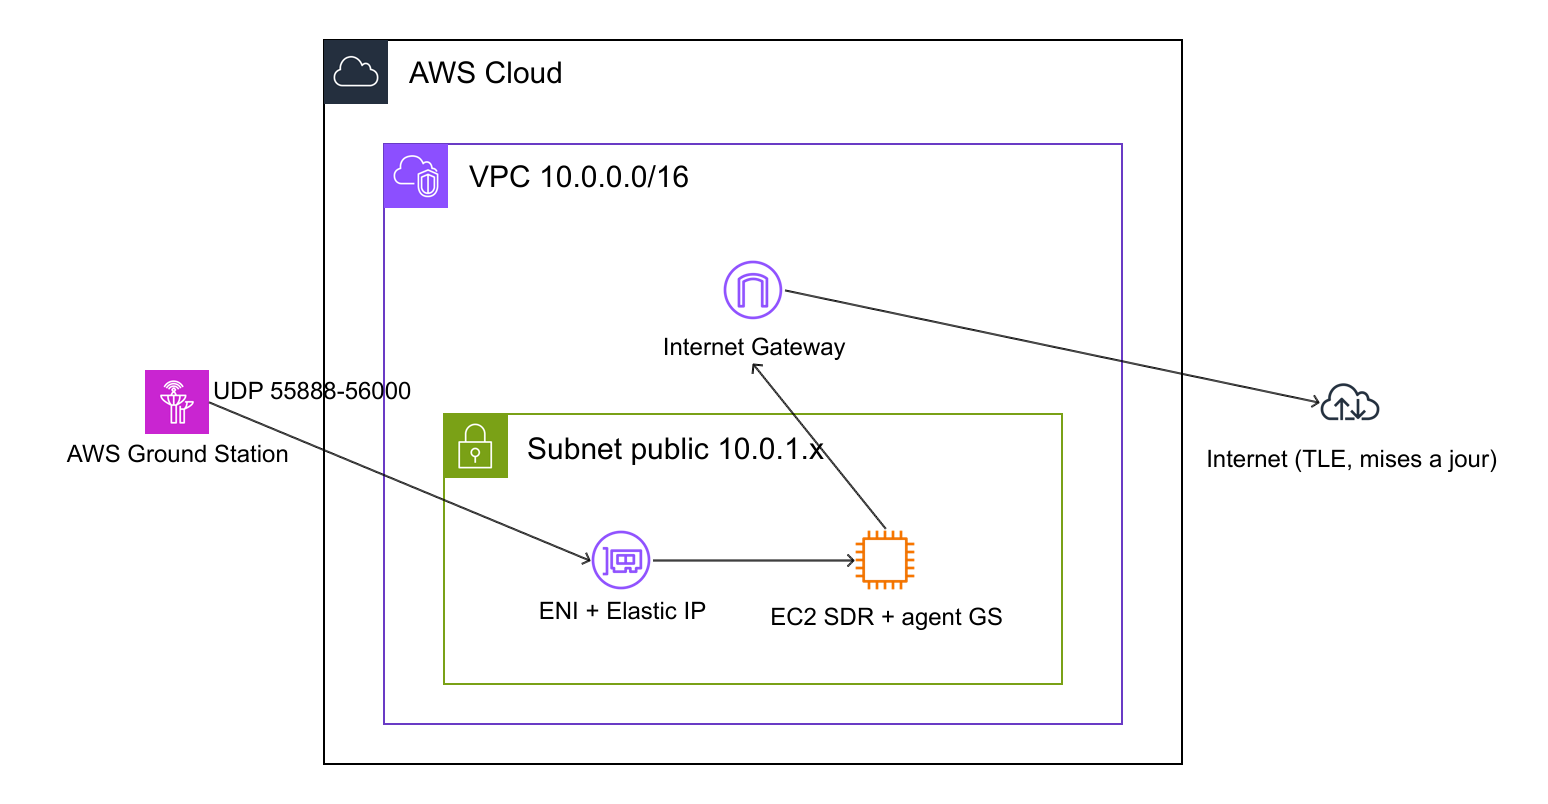 AWS Cloud
VPC 10.0.0.0/16
Internet Gateway
UDP 55888-56000
AWS Ground Station
Subnet public 10.0.1.x
Internet (TLE, mises a jour)
ENI + Elastic IP
EC2 SDR + agent GS